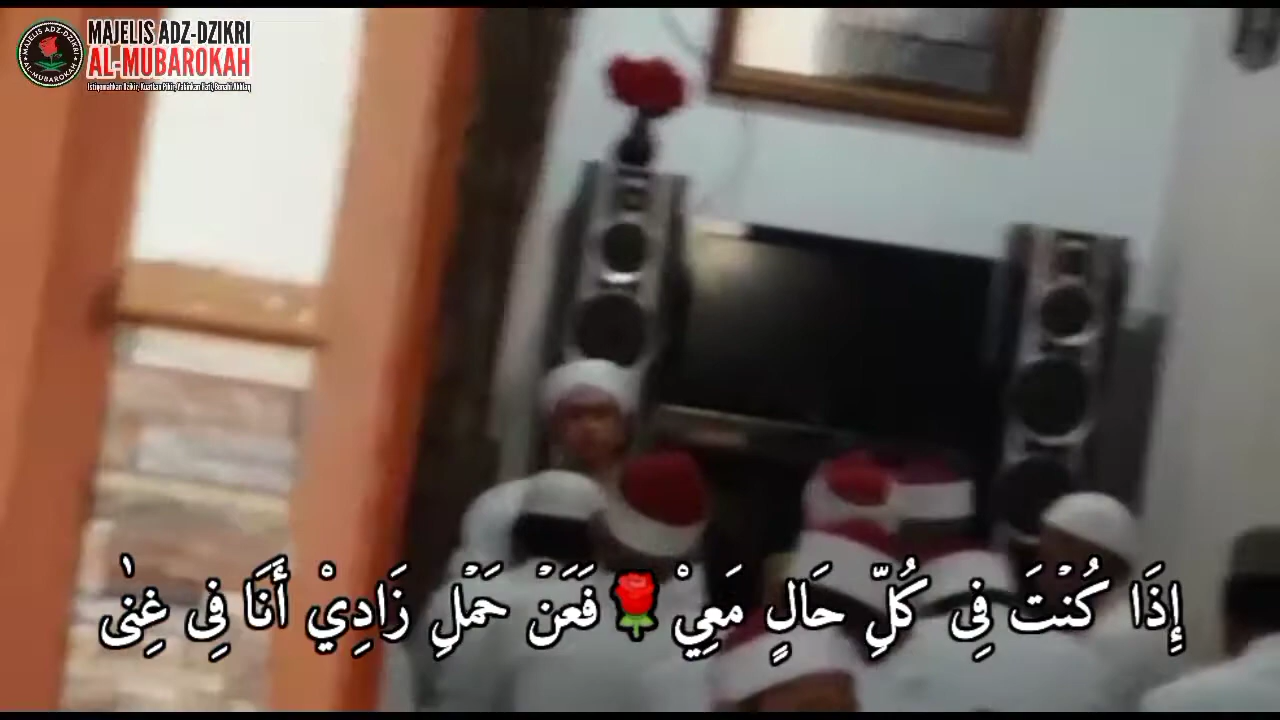 MAJELIS ADZ-DZIKRI
AL-MUBAROKAH
إِذَا كُنْتَ فِى كُلِّ حَالٍ مَعِيْ🌹فَعَنْ حَمْلِ زَادِيْ أَنَا فِى غِنٰى